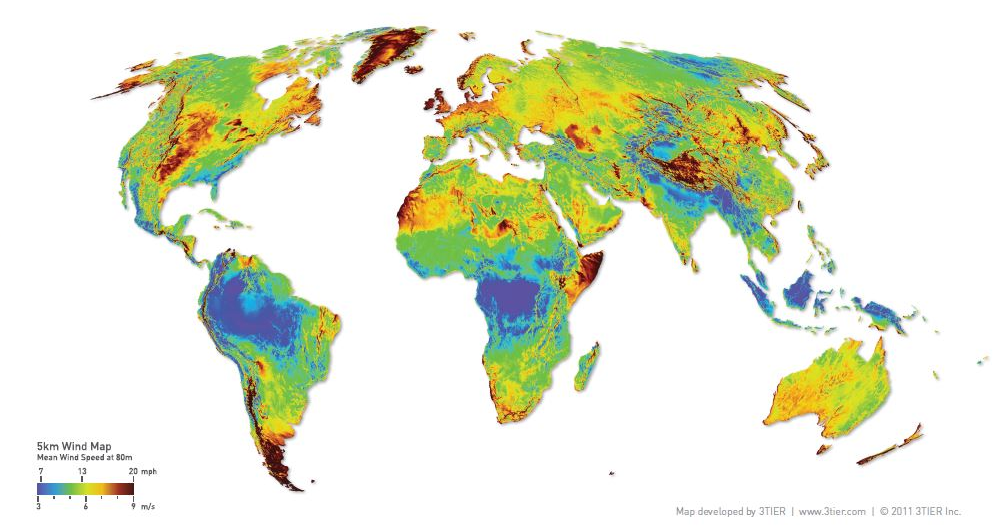 5km Wind Map
Mean Wind Speed at 80m
7 13 20 mph
3 6 9 m/s
Map developed by 3TIER | www.3tier.com | © 2011 3TIER Inc.